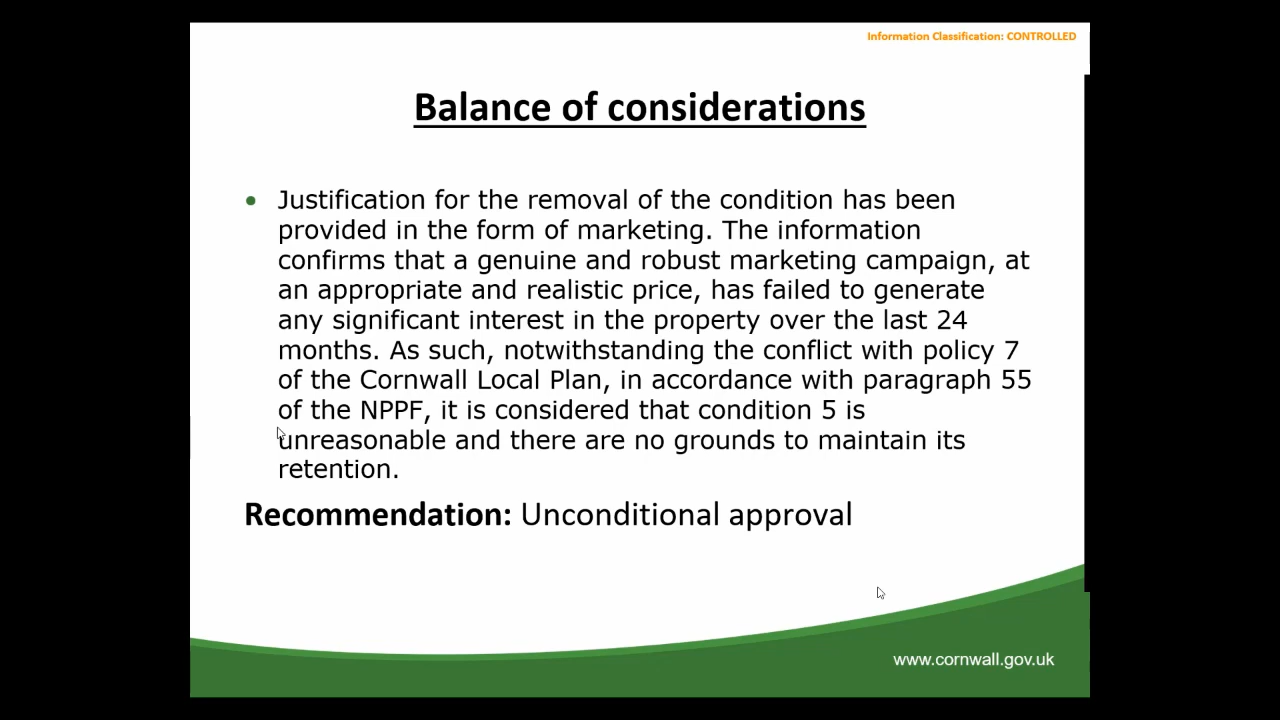 Information Classification: CONTROLLED
Balance of considerations
• Justification for the removal of the condition has been
provided in the form of marketing. The information
confirms that a genuine and robust marketing campaign, at
an appropriate and realistic price, has failed to generate
any significant interest in the property over the last 24
months. As such, notwithstanding the conflict with policy 7
of the Cornwall Local Plan, in accordance with paragraph 55
of the NPPF, it is considered that condition 5 is
unreasonable and there are no grounds to maintain its
retention.
Recommendation: Unconditional approval
www.cornwall.gov.uk